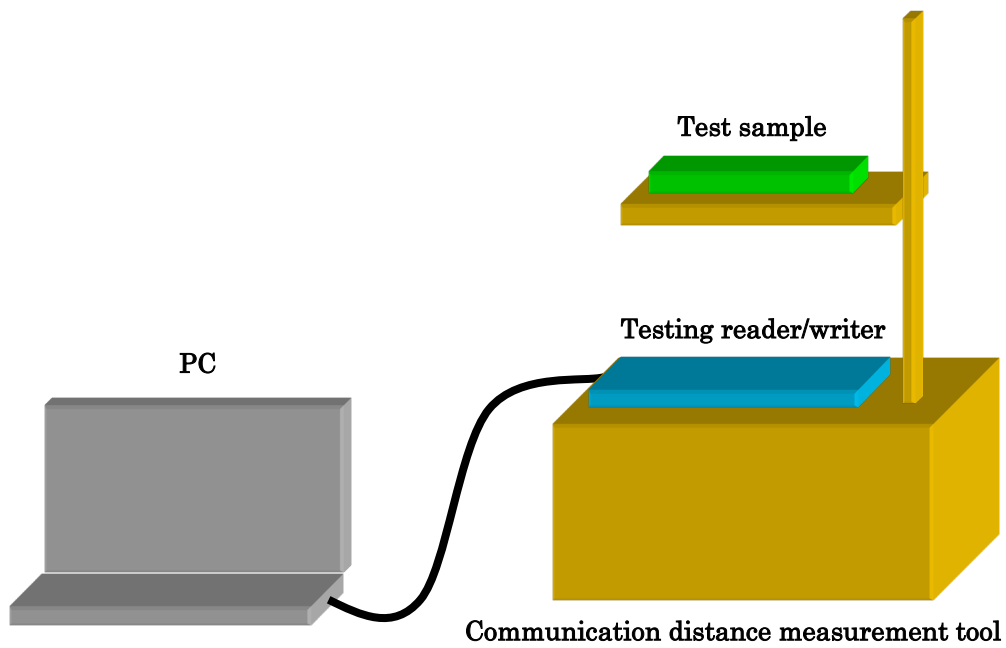 Test sample
Testing reader/writer
PC
Communication distance measurement tool